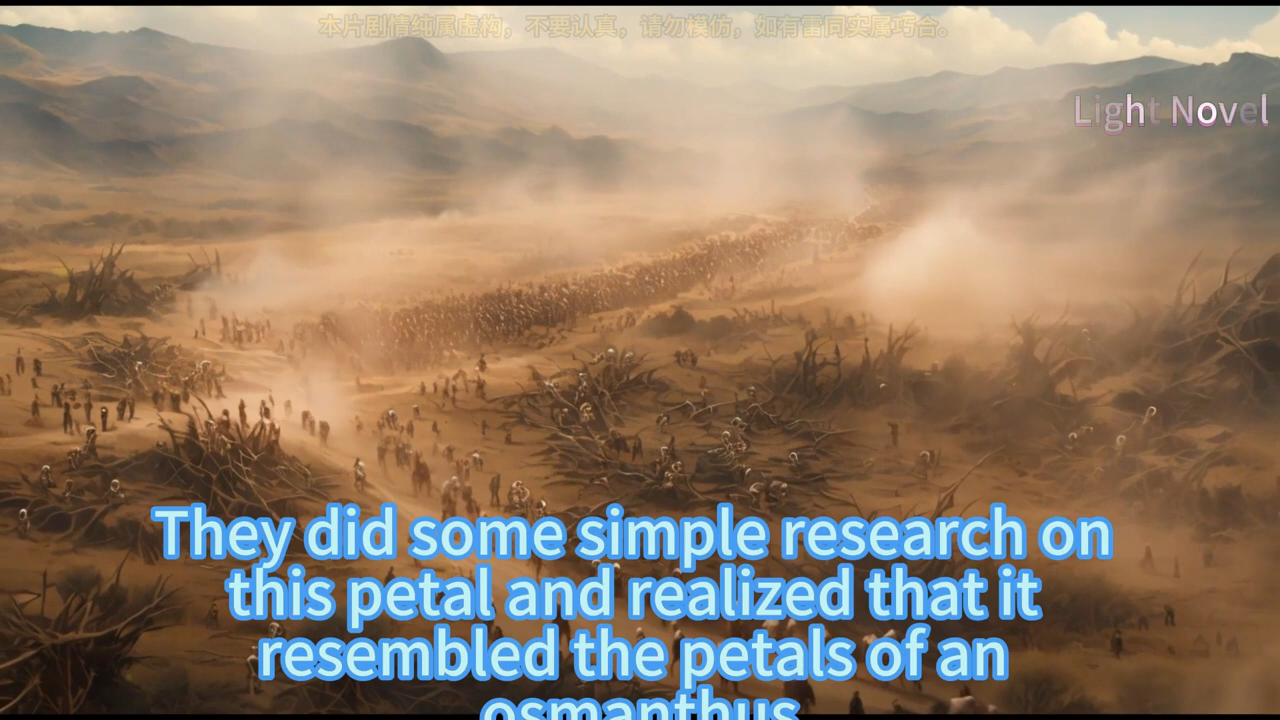 本片剧情纯属虚构，不要认真，请勿模仿，如有雷同实属巧合。
Light Novel
They did some simple research on
this petal and realized that it
resembled the petals of an
osmanthus